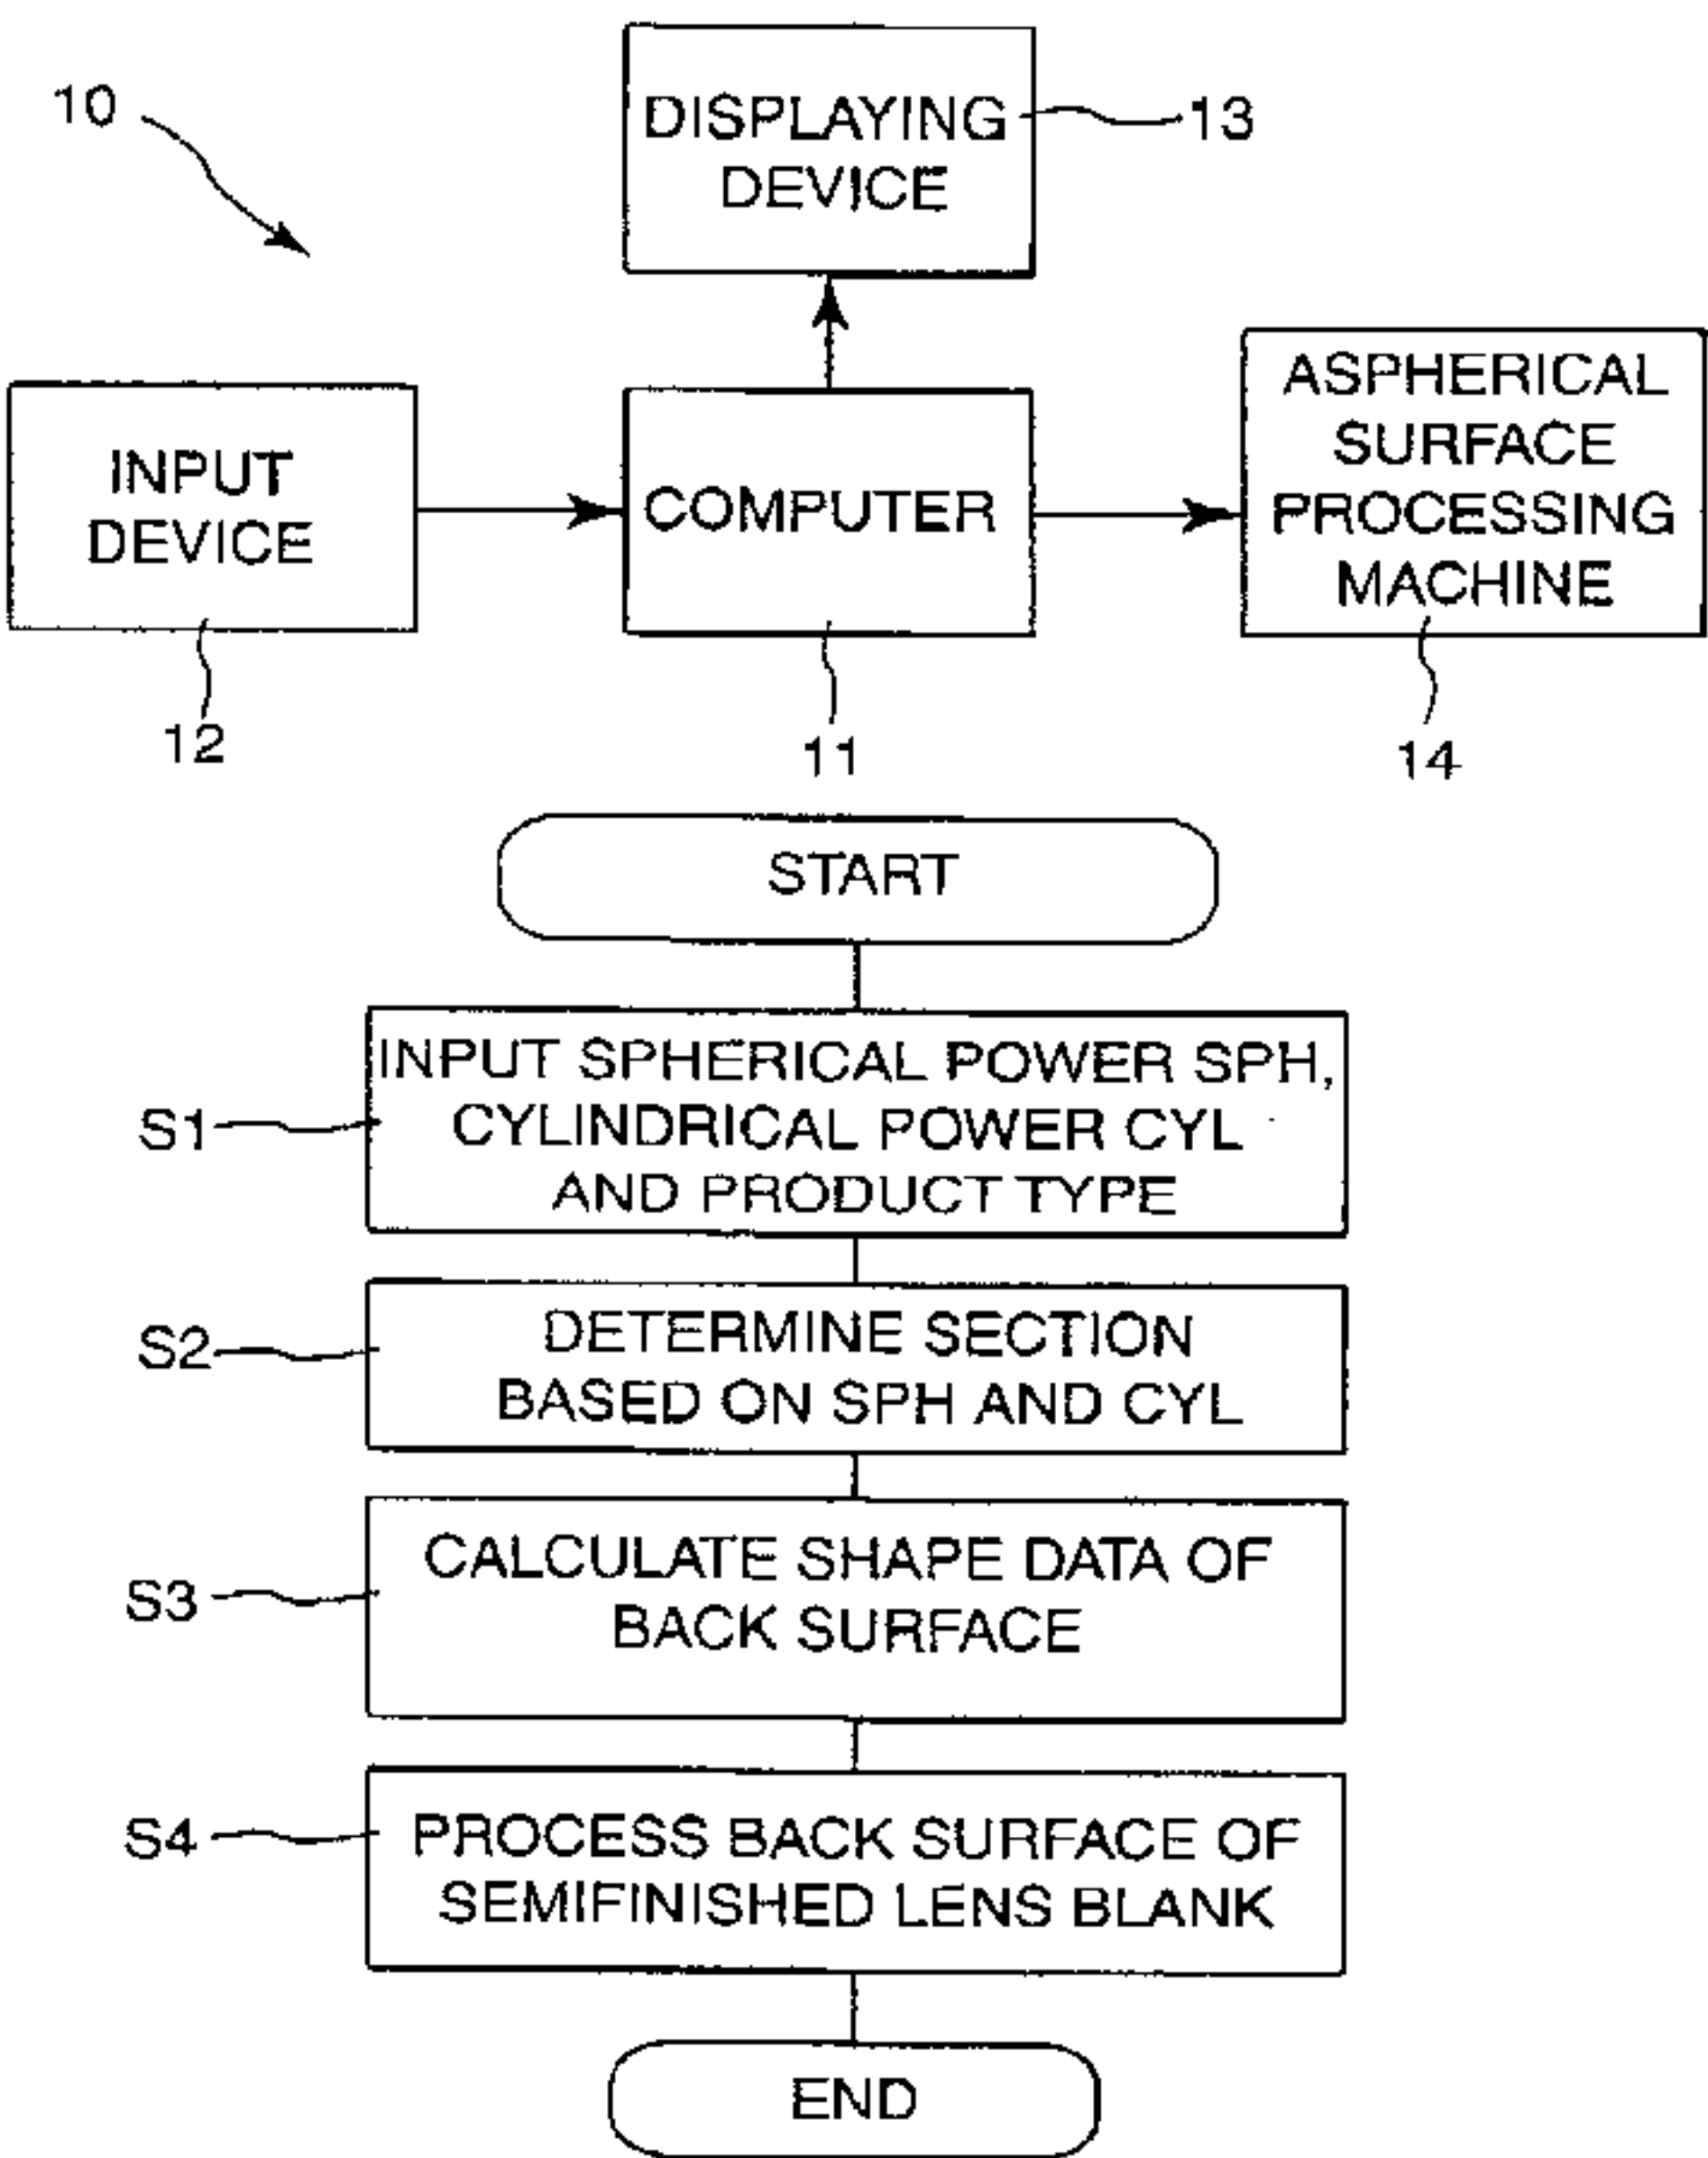 10
DISPLAYING
DEVICE
13
INPUT
DEVICE
COMPUTER
ASPHERICAL
SURFACE
PROCESSING
MACHINE
12
11
14
START
S1
INPUT SPHERICAL POWER SPH,
CYLINDRICAL POWER CYL
AND PRODUCT TYPE
S2
DETERMINE SECTION
BASED ON SPH AND CYL
S3
CALCULATE SHAPE DATA OF
BACK SURFACE
S4
PROCESS BACK SURFACE OF
SEMIFINISHED LENS BLANK
END